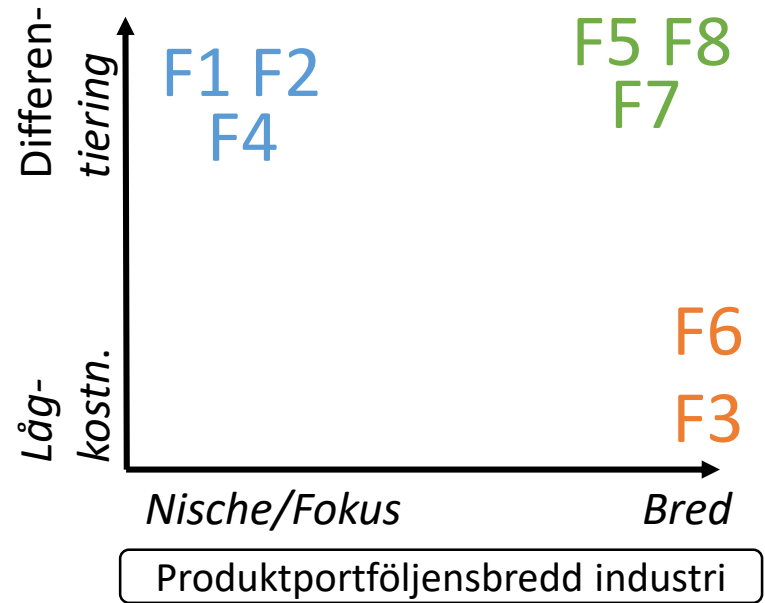 Differen-
tiering
F1 F2
F4
F5 F8
F7
F6
F3
Låg-
kostn.
Nische/Fokus
Bred
Produktportföljensbredd industri